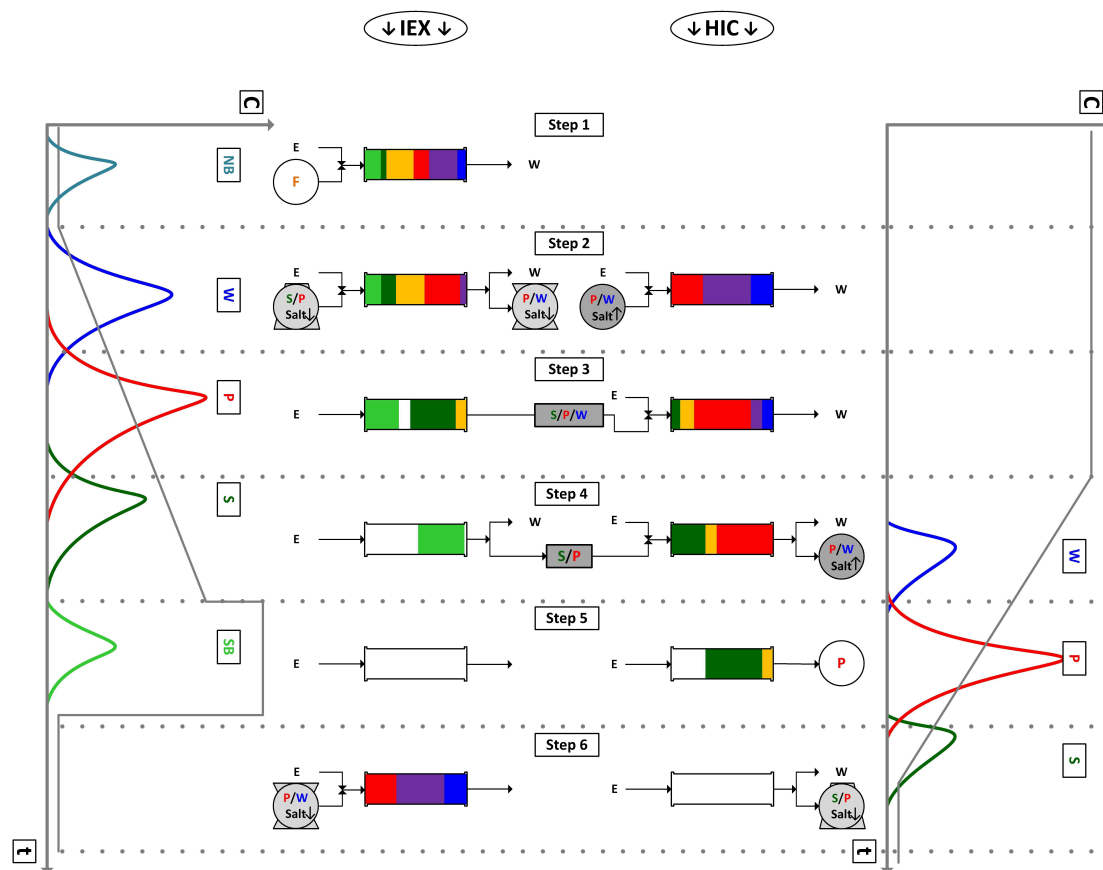 ↓ IEX ↓
↓ HIC ↓
C
C
Step 1
NB
E
F
W
Step 2
W
E
S/P
Salt↓
W
P/W
Salt↓
E
P/W
Salt↑
W
Step 3
P
E
S/P/W
E
W
Step 4
S
E
W
S/P
E
W
P/W
Salt↑
W
Step 5
SB
E
E
P
P
Step 6
E
P/W
Salt↓
E
W
S/P
Salt↓
S
t
t